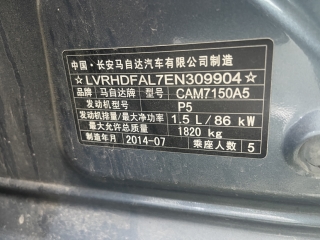 中国·长安马自达汽车有限公司制造
☆LVRHDFAL7EN309904☆
品牌 马自达牌 型号 CAM7150A5
发动机型号 P5
发动机排量/最大净功率 1.5 L/86 kW
最大允许总质量 1820 kg
制造年月 2014-07 乘座人数 5